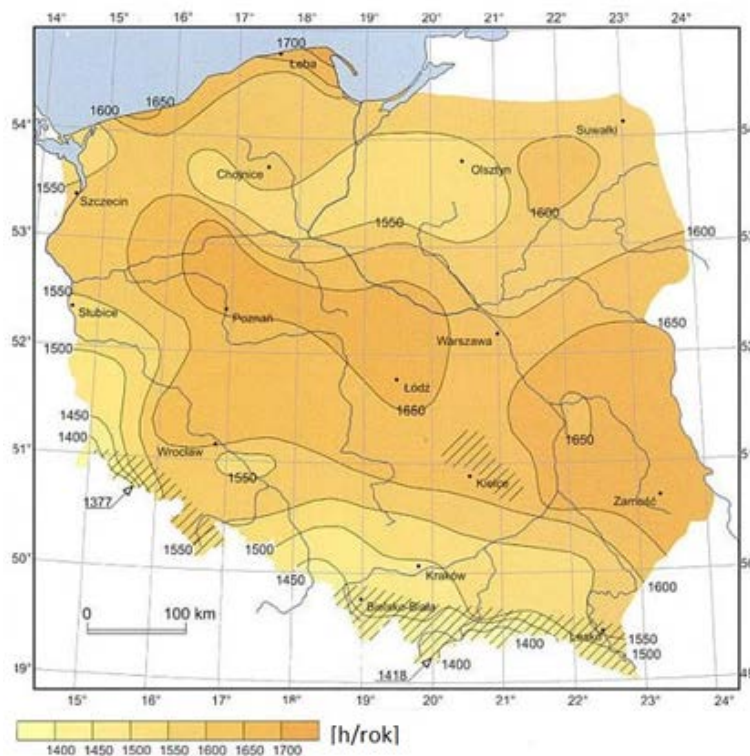 14° 15° 16° 17° 18° 19° 20° 21° 22° 23° 24°
1700
Łeba
1650
1600
54°
Suwałki
Olsztyn
Chojnice
1550
Szczecin
1600
1550
53°
1600
1550
Słubice
1650
Poznań
Warszawa
52°
1500
Łódź
1650
1450
1400
1650
51°
Wrocław
1550
Kielce
Zamość
1377
1550
1500
50°
1450
Kraków
1600
0 100 km
Bielsko-Biała
Lesko
1550
1500
1400
1400
1418
49°
15° 16° 17° 18° 19° 20° 21° 22° 23° 24°
[h/rok]
1400 1450 1500 1550 1600 1650 1700